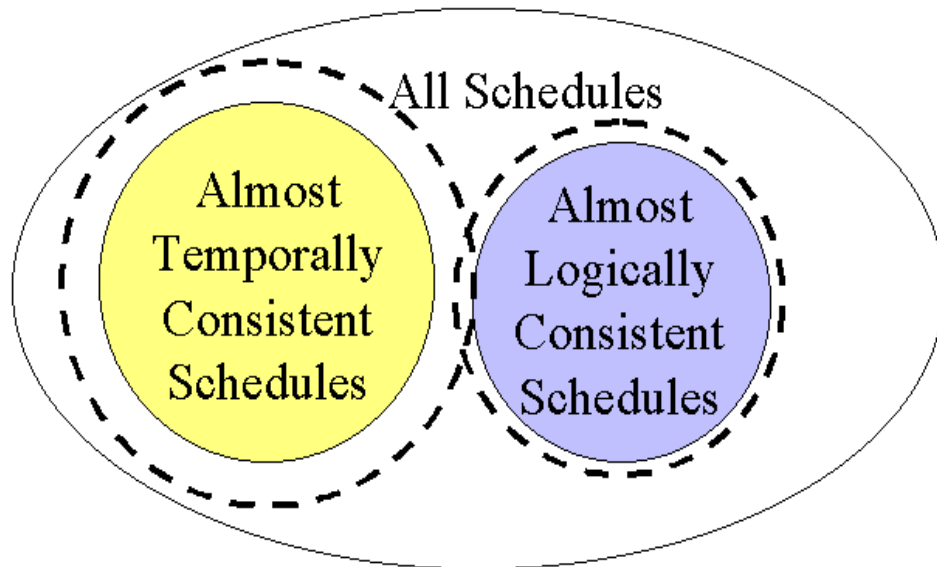 All Schedules
Almost
Temporally
Consistent
Schedules
Almost
Logically
Consistent
Schedules